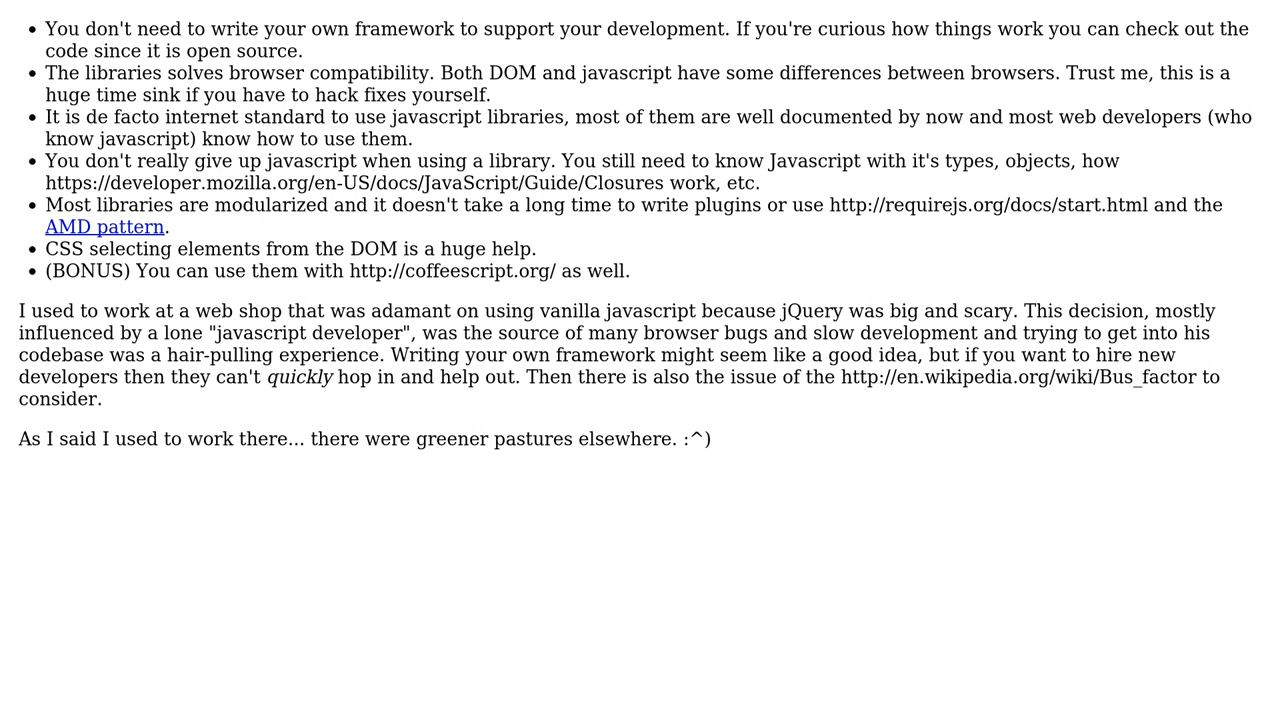 • You don't need to write your own framework to support your development. If you're curious how things work you can check out the
code since it is open source.
• The libraries solves browser compatibility. Both DOM and javascript have some differences between browsers. Trust me, this is a
huge time sink if you have to hack fixes yourself.
• It is de facto internet standard to use javascript libraries, most of them are well documented by now and most web developers (who
know javascript) know how to use them.
• You don't really give up javascript when using a library. You still need to know Javascript with it's types, objects, how
https://developer.mozilla.org/en-US/docs/JavaScript/Guide/Closures work, etc.
• Most libraries are modularized and it doesn't take a long time to write plugins or use http://requirejs.org/docs/start.html and the
AMD pattern.
• CSS selecting elements from the DOM is a huge help.
• (BONUS) You can use them with http://coffeescript.org/ as well.
I used to work at a web shop that was adamant on using vanilla javascript because jQuery was big and scary. This decision, mostly
influenced by a lone "javascript developer", was the source of many browser bugs and slow development and trying to get into his
codebase was a hair-pulling experience. Writing your own framework might seem like a good idea, but if you want to hire new
developers then they can't quickly hop in and help out. Then there is also the issue of the http://en.wikipedia.org/wiki/Bus_factor to
consider.
As I said I used to work there... there were greener pastures elsewhere. :^)